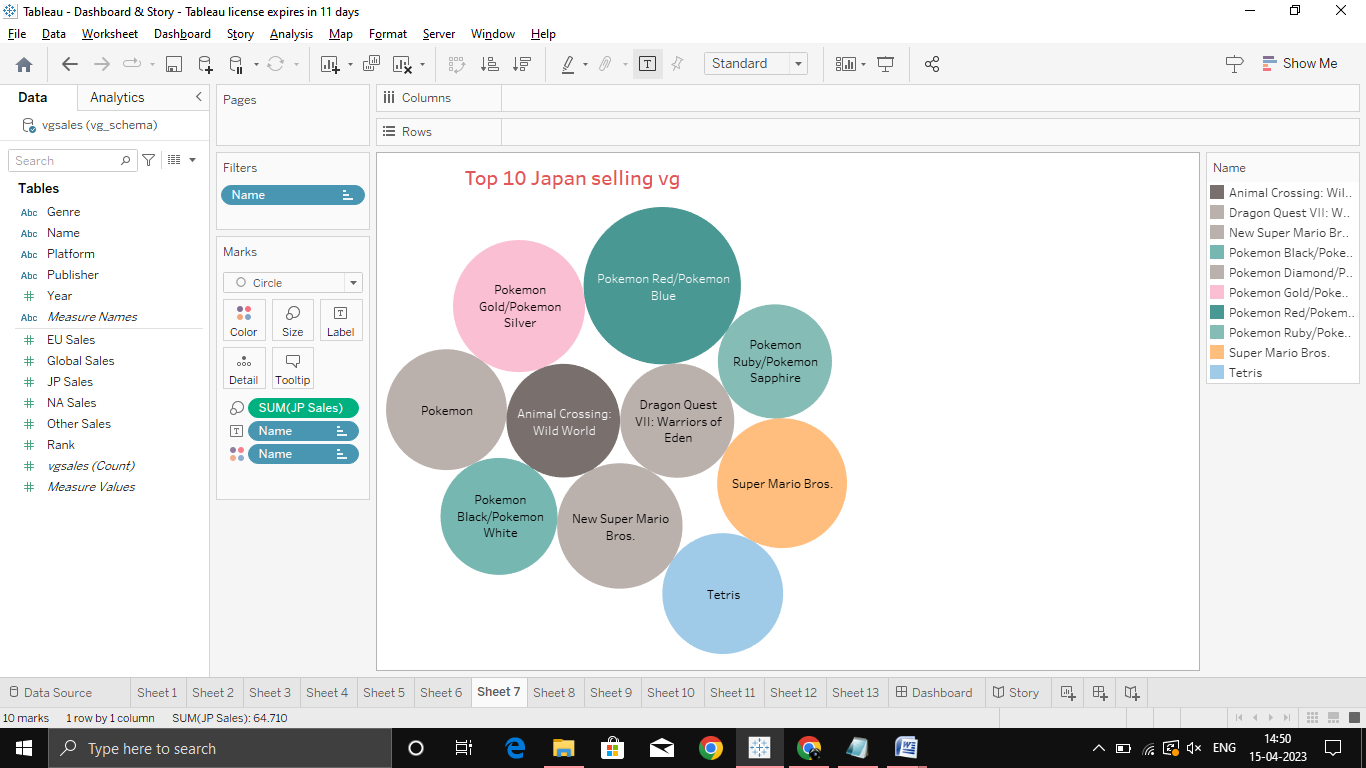 Tableau - Dashboard & Story - Tableau license expires in 11 days
File Data Worksheet Dashboard Story Analysis Map Format Server Window Help
Standard
Show Me
Data Analytics
vgsales (vg_schema)
Search
Tables
Abc Genre
Abc Name
Abc Platform
Abc Publisher
# Year
Abc Measure Names
# EU Sales
# Global Sales
# JP Sales
# NA Sales
# Other Sales
# Rank
# vgsales (Count)
# Measure Values
Pages
Filters
Name
Marks
Circle
Color Size Label
Detail Tooltip
SUM(JP Sales)
Name
Name
Columns
Rows
Top 10 Japan selling vg
Pokemon Red/Pokemon
Blue
Pokemon
Gold/Pokemon
Silver
Pokemon
Ruby/Pokemon
Sapphire
Pokemon
Animal Crossing:
Wild World
Dragon Quest
VII: Warriors of
Eden
Super Mario Bros.
Pokemon
Black/Pokemon
White
New Super Mario
Bros.
Tetris
Name
Animal Crossing: Wil..
Dragon Quest VII: W..
New Super Mario Br..
Pokemon Black/Poke..
Pokemon Diamond/P..
Pokemon Gold/Poke..
Pokemon Red/Pokem..
Pokemon Ruby/Poke..
Super Mario Bros.
Tetris
Data Source Sheet 1 Sheet 2 Sheet 3 Sheet 4 Sheet 5 Sheet 6 Sheet 7 Sheet 8 Sheet 9 Sheet 10 Sheet 11 Sheet 12 Sheet 13 Dashboard Story
10 marks 1 row by 1 column SUM(JP Sales): 64.710
Type here to search
ENG
14:50
15-04-2023